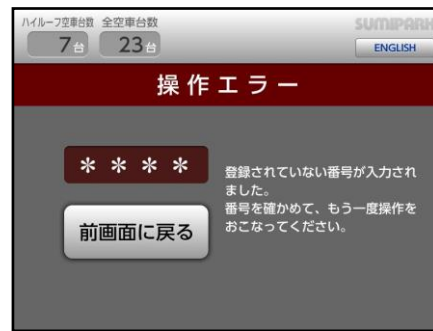 ハイルーフ空車台数 全空車台数
7台 23台
SUMIPARK
ENGLISH
操作エラー
＊＊＊＊
登録されていない番号が入力され
ました。
番号を確かめて、もう一度操作を
おこなってください。
前画面に戻る